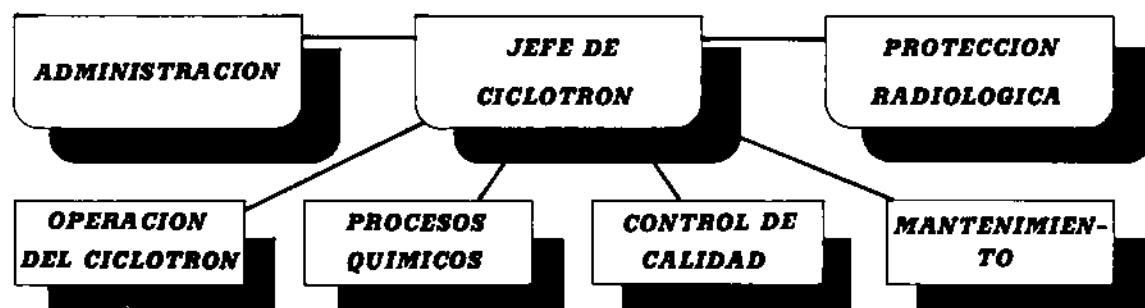 ADMINISTRACION
JEFE DE
CICLOTRON
PROTECCION
RADIOLOGICA
OPERACION
DEL CICLOTRON
PROCESOS
QUIMICOS
CONTROL DE
CALIDAD
MANTENIMIEN-
TO